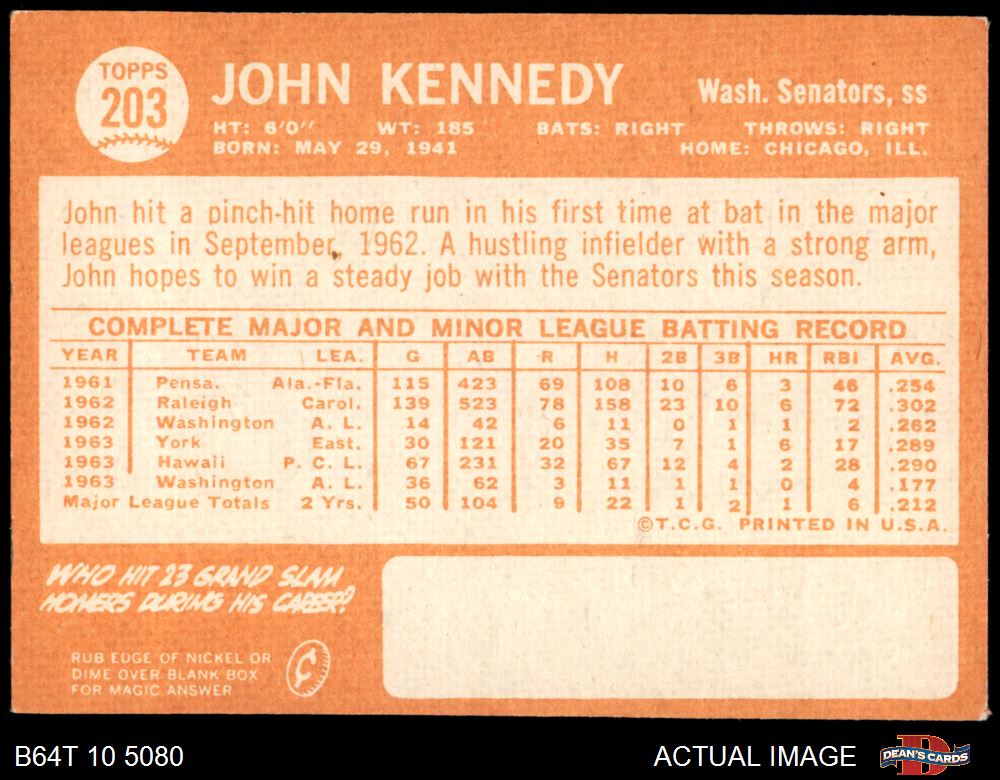 TOPPS
203
JOHN KENNEDY
Wash. Senators, ss
HT: 6'0" WT: 185 BATS: RIGHT THROWS: RIGHT
BORN: MAY 29, 1941 HOME: CHICAGO, ILL.
John hit a pinch-hit home run in his first time at bat in the major
leagues in September, 1962. A hustling infielder with a strong arm,
John hopes to win a steady job with the Senators this season.
COMPLETE MAJOR AND MINOR LEAGUE BATTING RECORD
YEAR TEAM LEA. G AB R H 2B 3B HR RBI AVG.
1961 Pensa. Ala.-Fla. 115 423 69 108 10 6 3 46 .254
1962 Raleigh Carol. 139 523 78 158 23 10 6 72 .302
1962 Washington A. L. 14 42 6 11 0 1 1 2 .262
1963 York East. 30 121 20 35 7 1 6 17 .289
1963 Hawaii P. C. L. 67 231 32 67 12 4 2 28 .290
1963 Washington A. L. 36 62 3 11 1 1 0 4 .177
Major League Totals 2 Yrs. 50 104 9 22 1 2 1 6 .212
©T.C.G. PRINTED IN U.S.A.
WHO HIT 23 GRAND SLAM
HOMERS DURING HIS CAREER?
RUB EDGE OF NICKEL OR
DIME OVER BLANK BOX
FOR MAGIC ANSWER
B64T 10 5080
ACTUAL IMAGE
DEAN'S CARDS